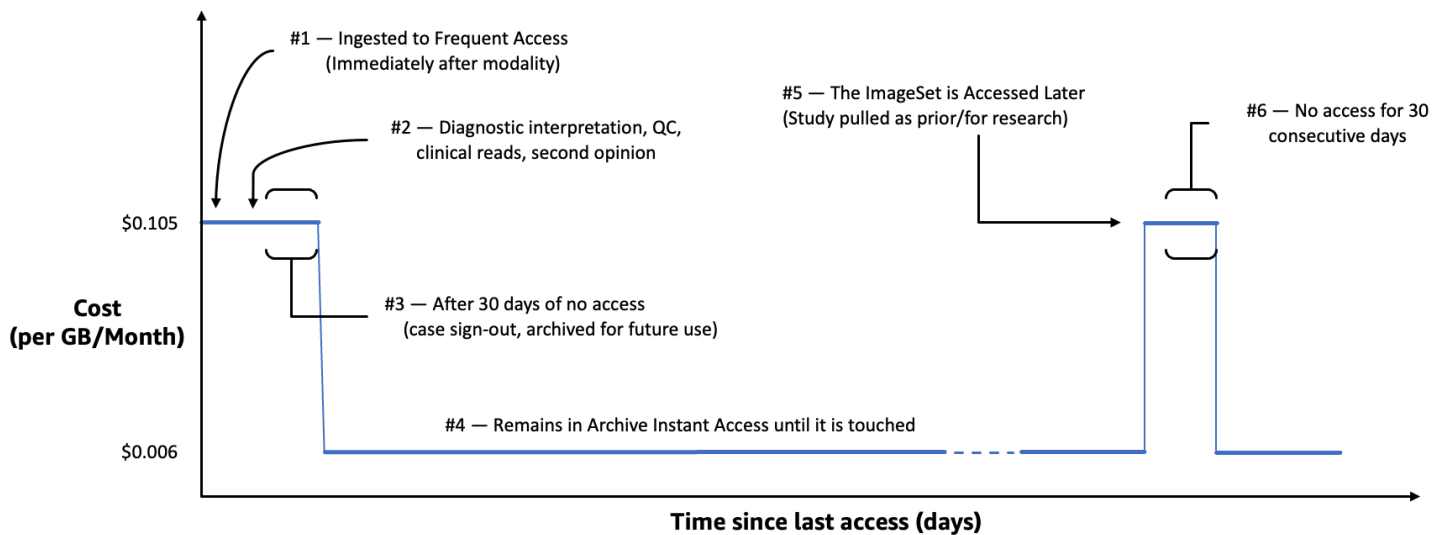 #1 — Ingested to Frequent Access
(Immediately after modality)
#2 — Diagnostic interpretation, QC,
clinical reads, second opinion
#5 — The ImageSet is Accessed Later
(Study pulled as prior/for research)
#6 — No access for 30
consecutive days
$0.105
#3 — After 30 days of no access
(case sign-out, archived for future use)
Cost
(per GB/Month)
#4 — Remains in Archive Instant Access until it is touched
$0.006
Time since last access (days)